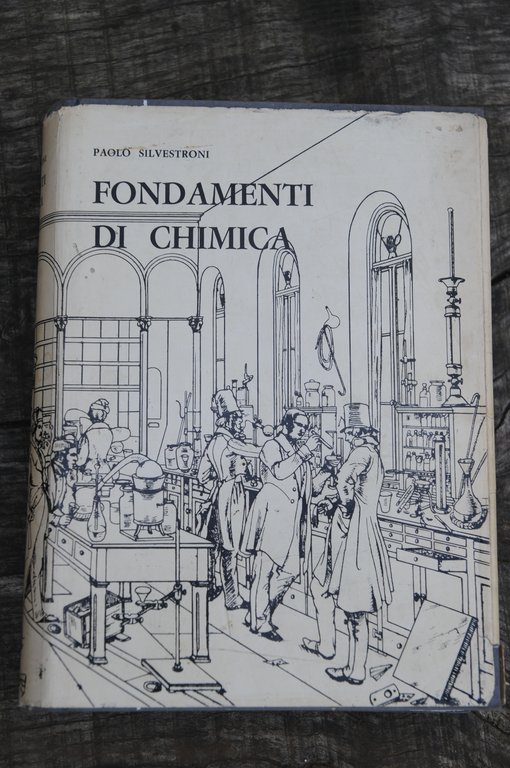 PAOLO SILVESTRONI
FONDAMENTI
DI CHIMICA